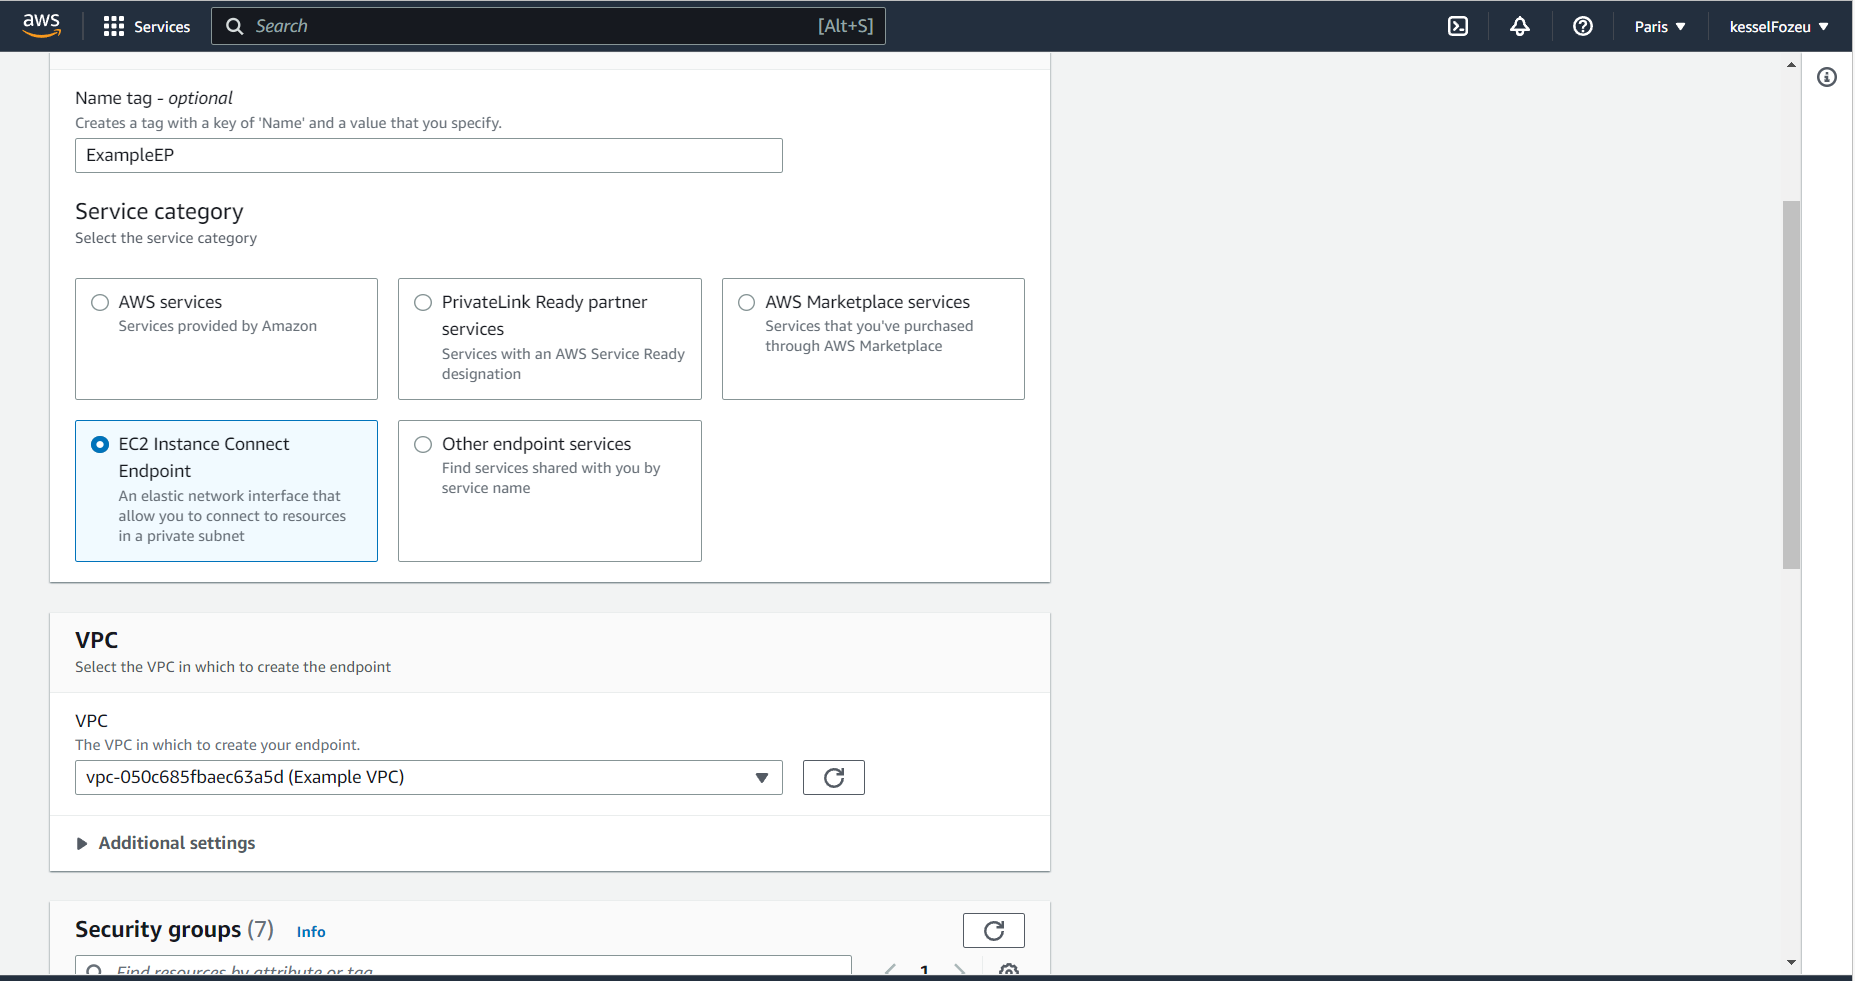 aws
Services
Search
[Alt+S]
Paris
kesselFozeu
Name tag - optional
Creates a tag with a key of 'Name' and a value that you specify.
ExampleEP
Service category
Select the service category
AWS services
Services provided by Amazon
PrivateLink Ready partner
services
Services with an AWS Service Ready
designation
AWS Marketplace services
Services that you've purchased
through AWS Marketplace
EC2 Instance Connect
Endpoint
An elastic network interface that
allow you to connect to resources
in a private subnet
Other endpoint services
Find services shared with you by
service name
VPC
Select the VPC in which to create the endpoint
VPC
The VPC in which to create your endpoint.
vpc-050c685fbaec63a5d (Example VPC)
Additional settings
Security groups (7)
Info
Find resources by attribute or tag
1